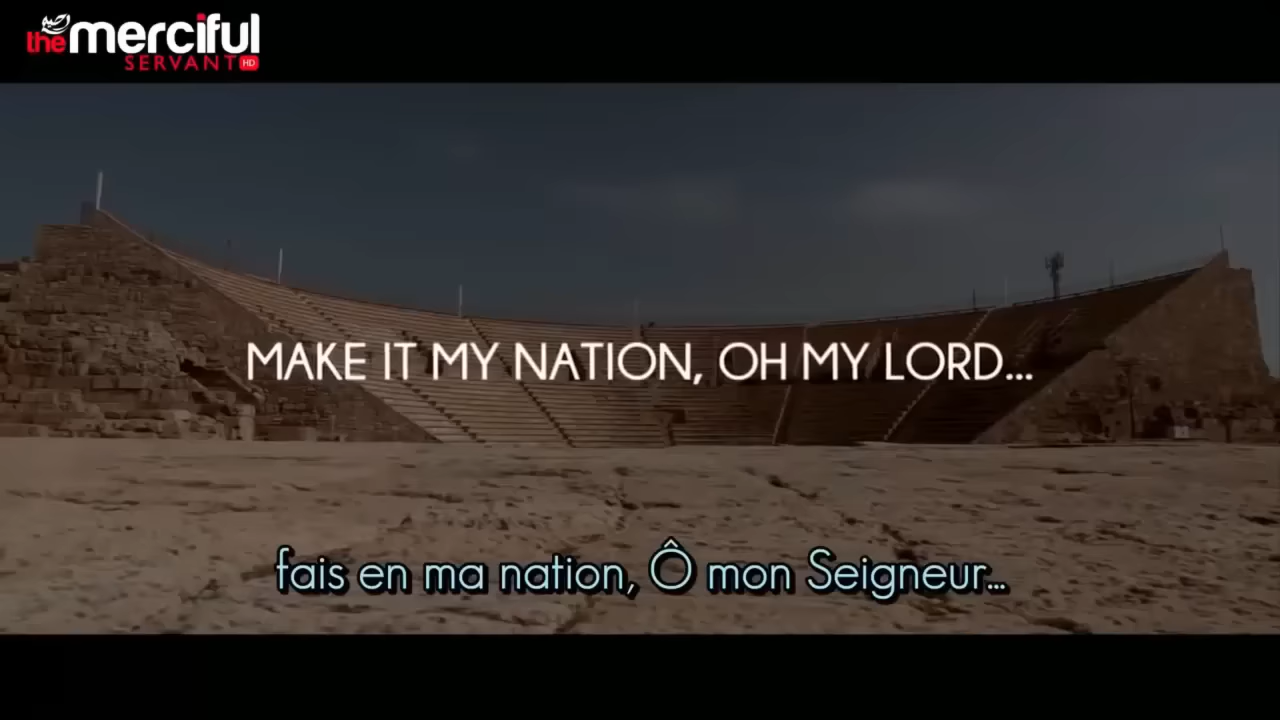 the merciful
SERVANT HD
MAKE IT MY NATION, OH MY LORD...
fais en ma nation, Ô mon Seigneur...